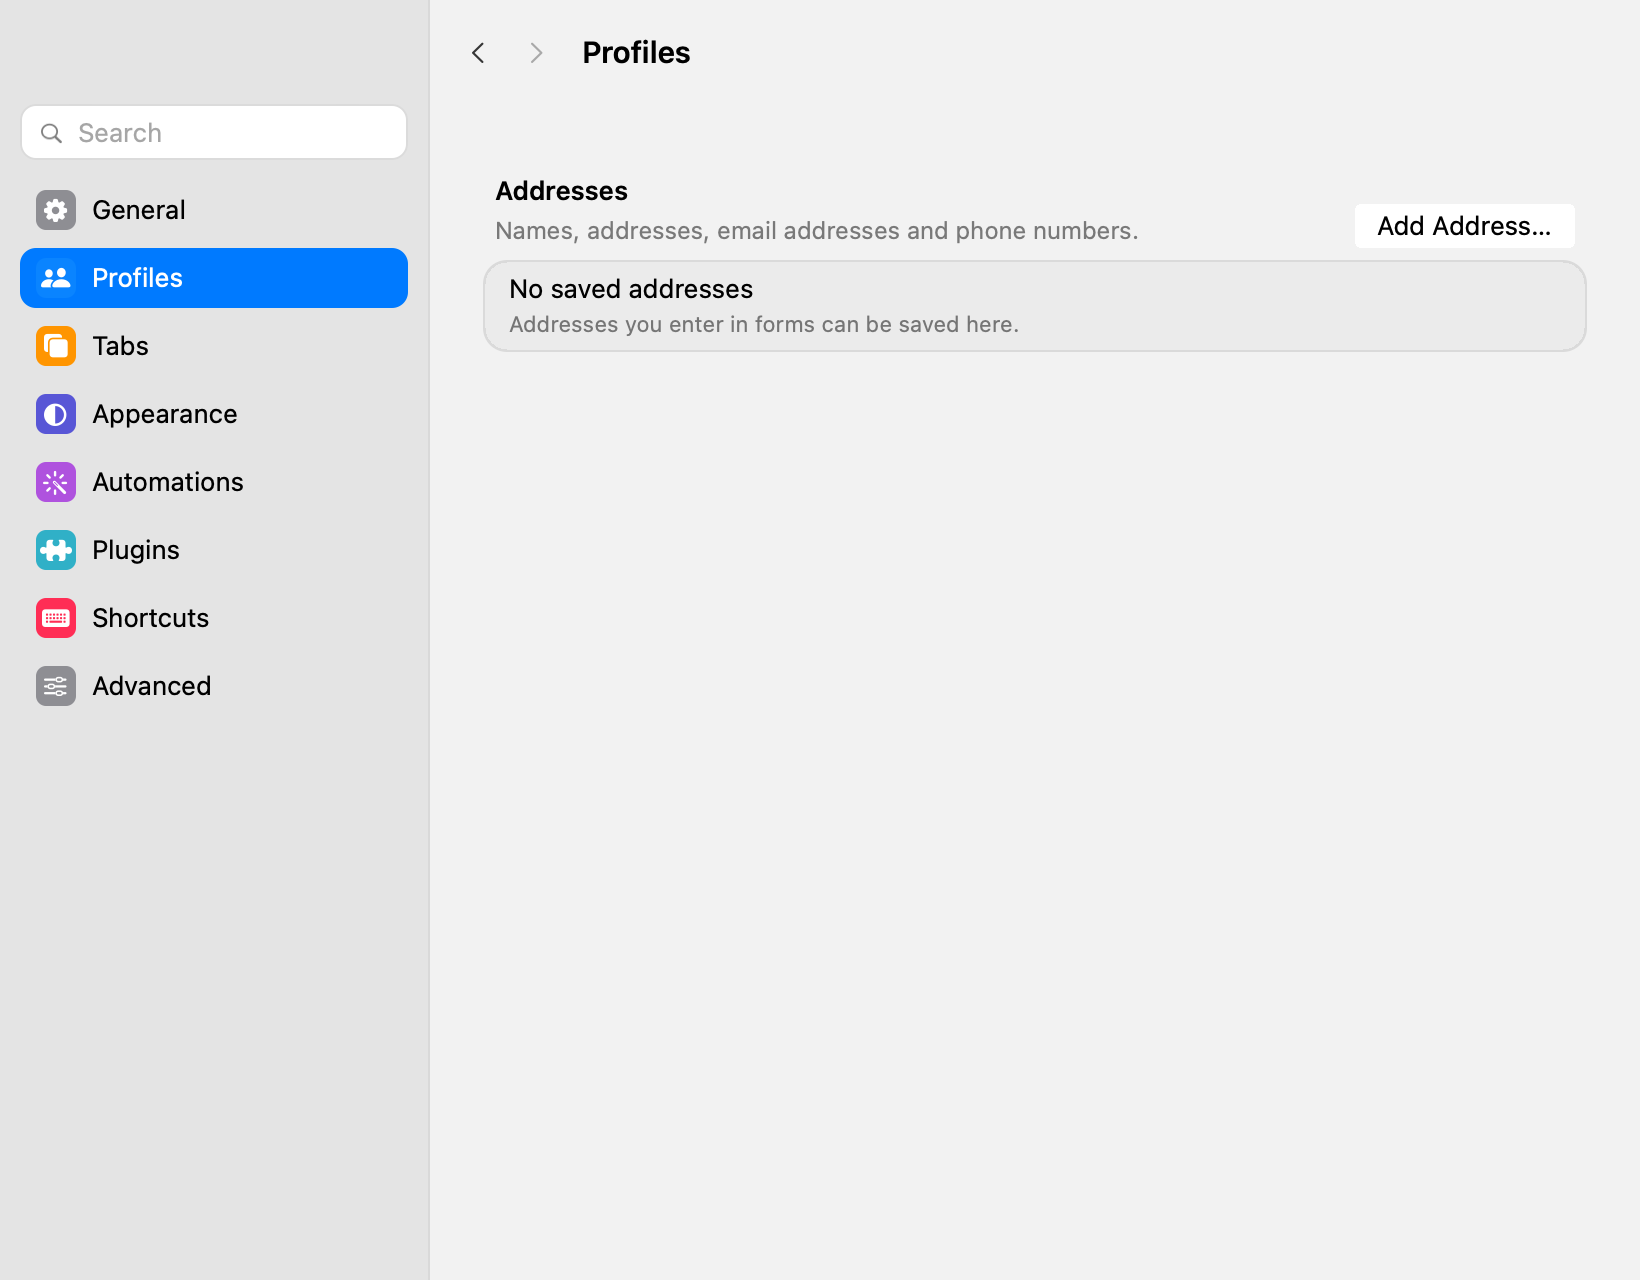 Profiles
Search
General
Profiles
Tabs
Appearance
Automations
Plugins
Shortcuts
Advanced
Addresses
Names, addresses, email addresses and phone numbers.
Add Address...
No saved addresses
Addresses you enter in forms can be saved here.